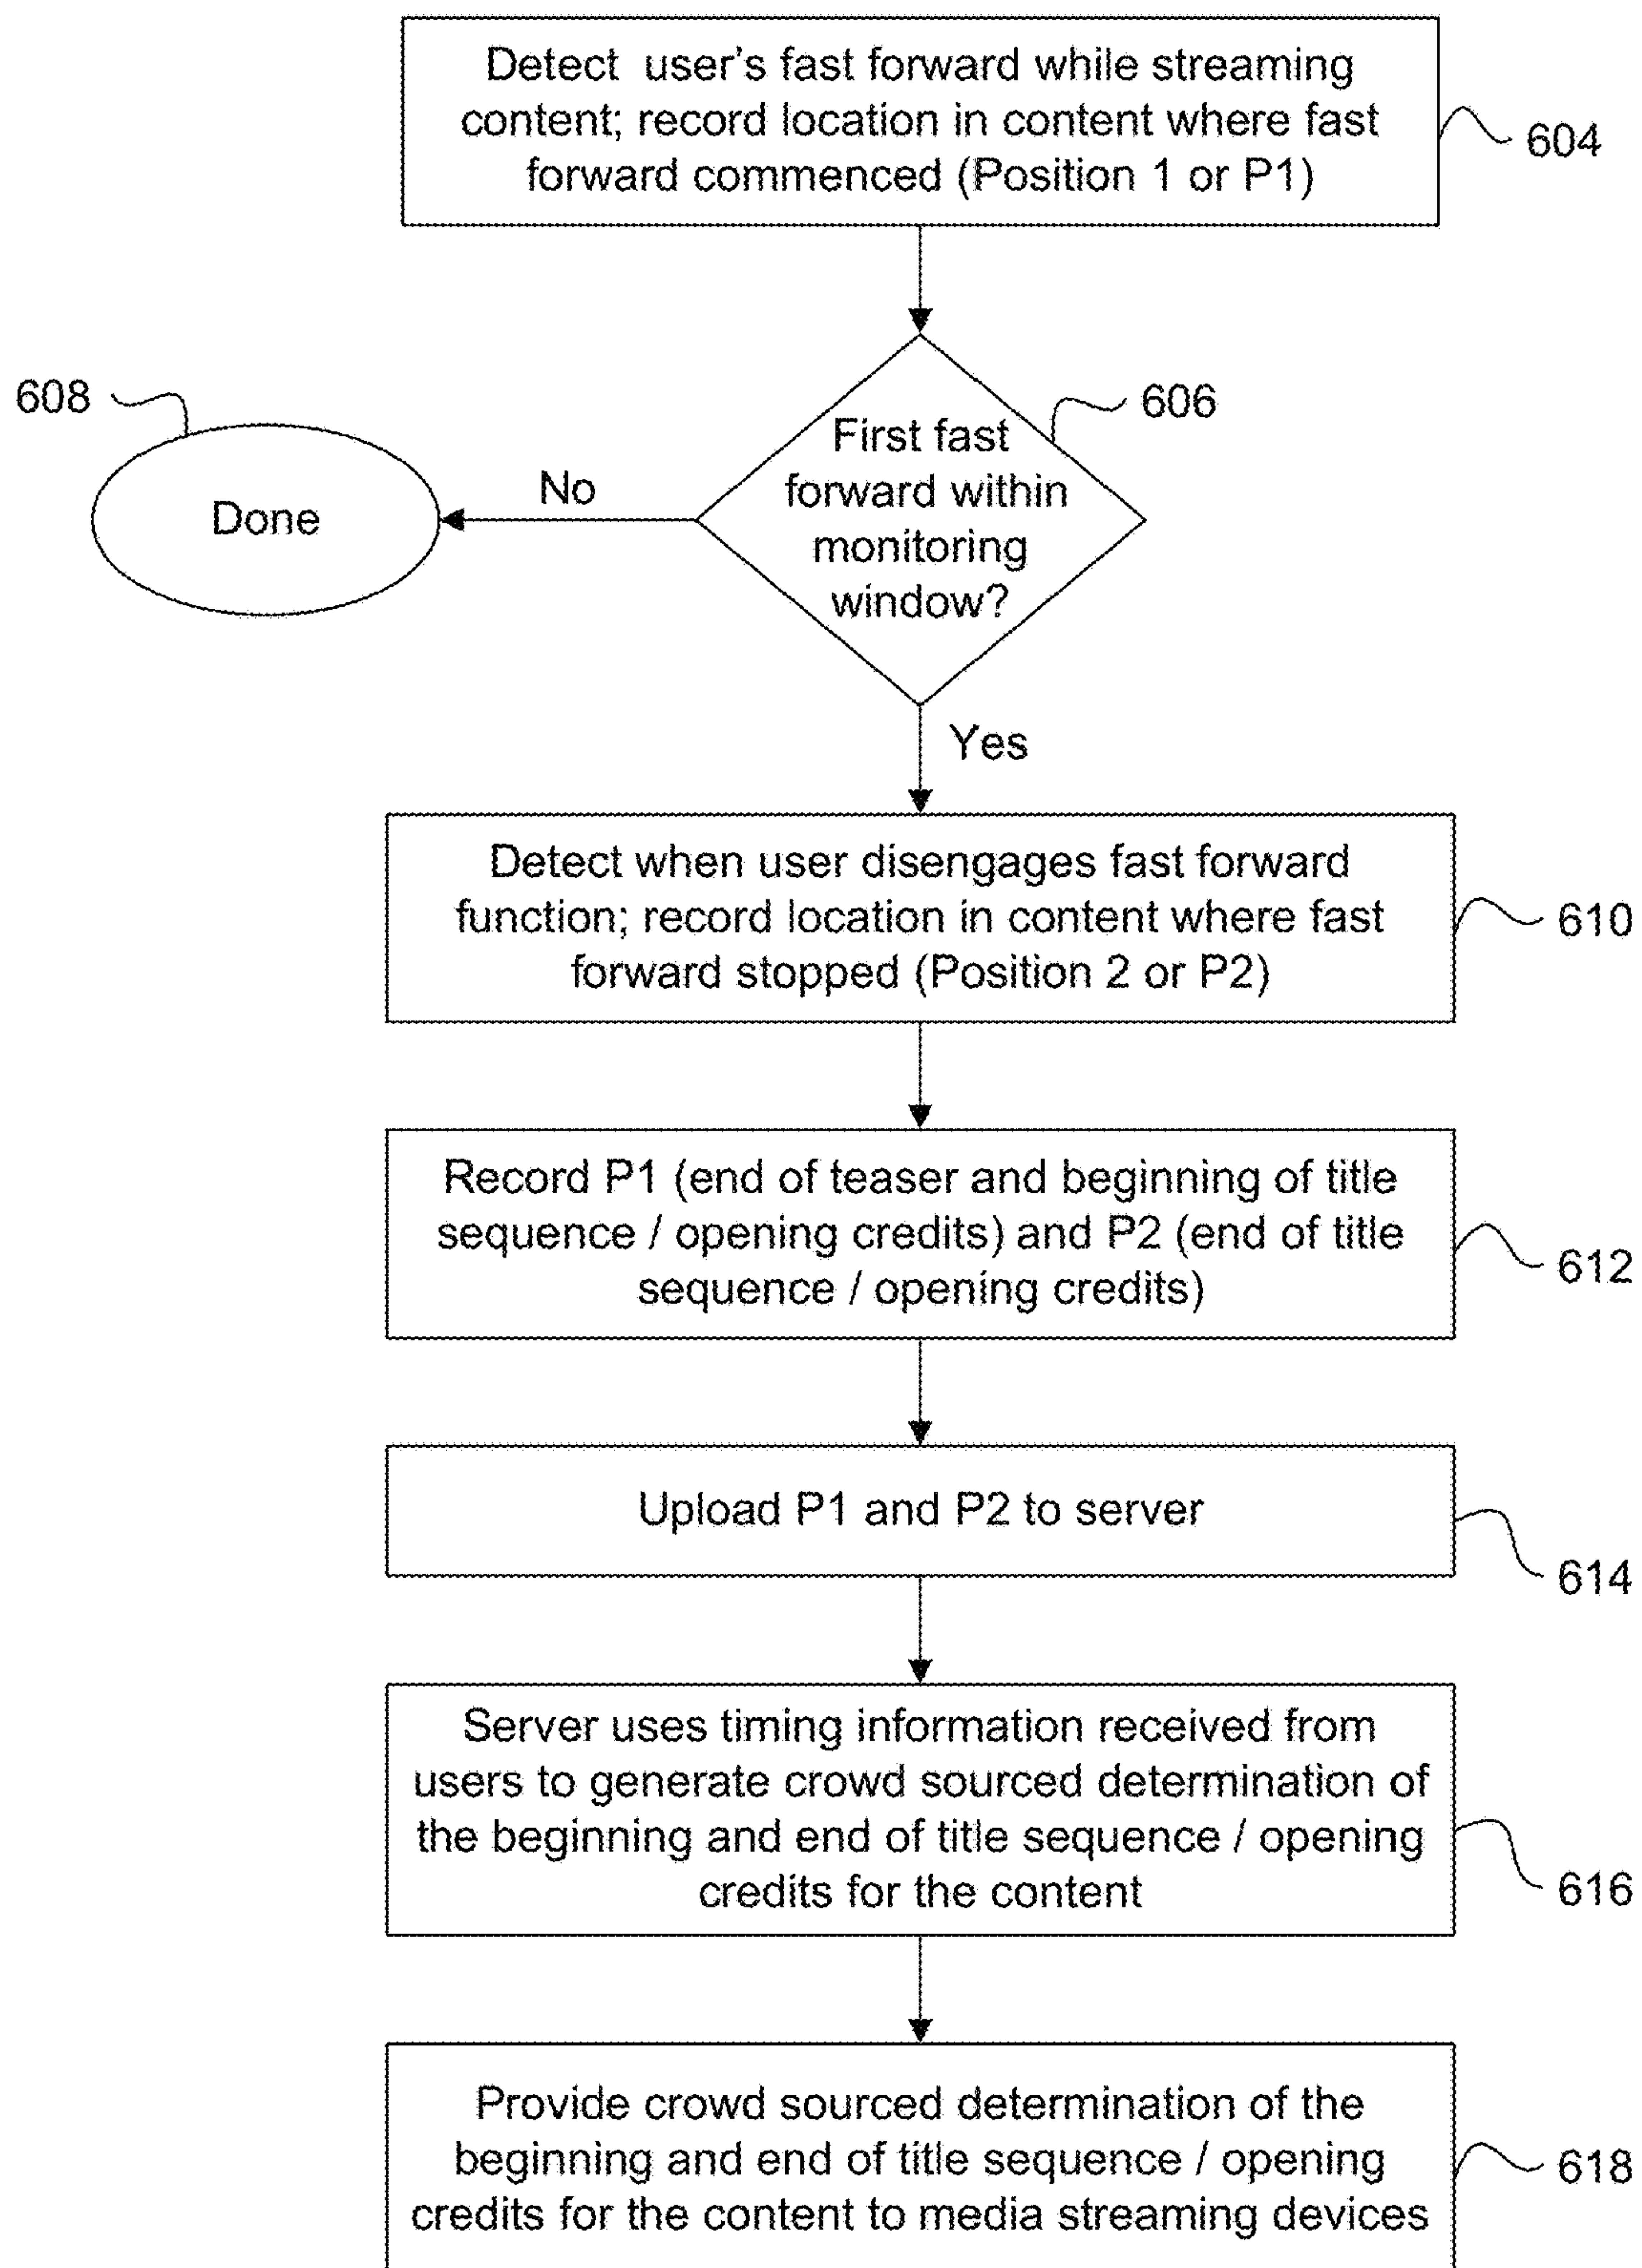 Detect user's fast forward while streaming
content; record location in content where fast
forward commenced (Position 1 or P1)
604
608
606
First fast
forward within
monitoring
window?
No
Done
Yes
Detect when user disengages fast forward
function; record location in content where fast
forward stopped (Position 2 or P2)
610
Record P1 (end of teaser and beginning of title
sequence / opening credits) and P2 (end of title
sequence / opening credits)
612
Upload P1 and P2 to server
614
Server uses timing information received from
users to generate crowd sourced determination of
the beginning and end of title sequence / opening
credits for the content
616
Provide crowd sourced determination of the
beginning and end of title sequence / opening
credits for the content to media streaming devices
618